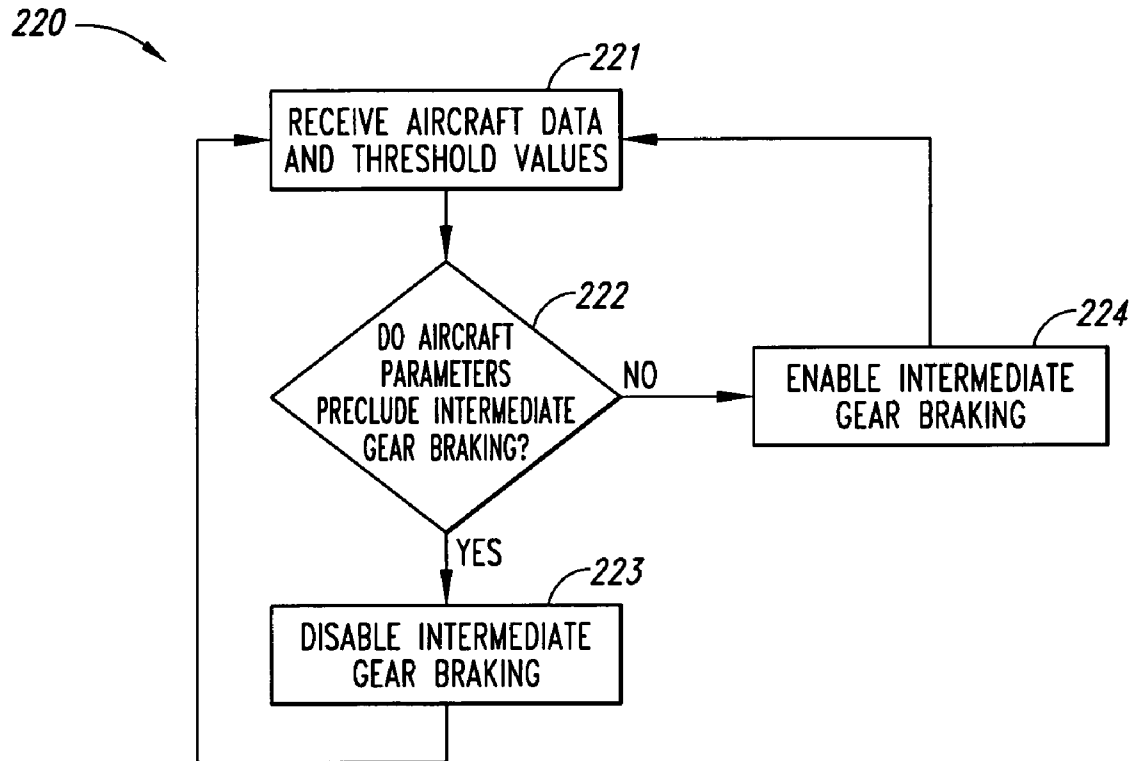 220
221
RECEIVE AIRCRAFT DATA
AND THRESHOLD VALUES
222
DO AIRCRAFT
PARAMETERS
PRECLUDE INTERMEDIATE
GEAR BRAKING?
NO
224
ENABLE INTERMEDIATE
GEAR BRAKING
YES
223
DISABLE INTERMEDIATE
GEAR BRAKING